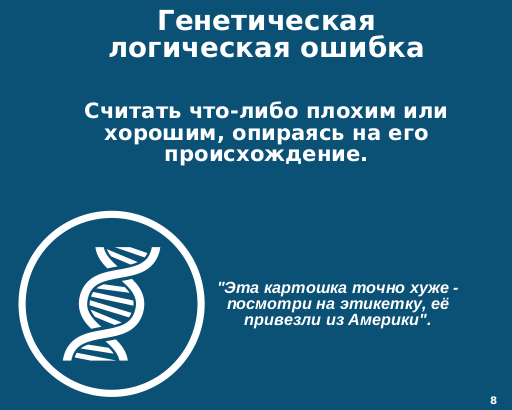 Генетическая
логическая ошибка
Считать что-либо плохим или
хорошим, опираясь на его
происхождение.
"Эта картошка точно хуже -
посмотри на этикетку, её
привезли из Америки".
8